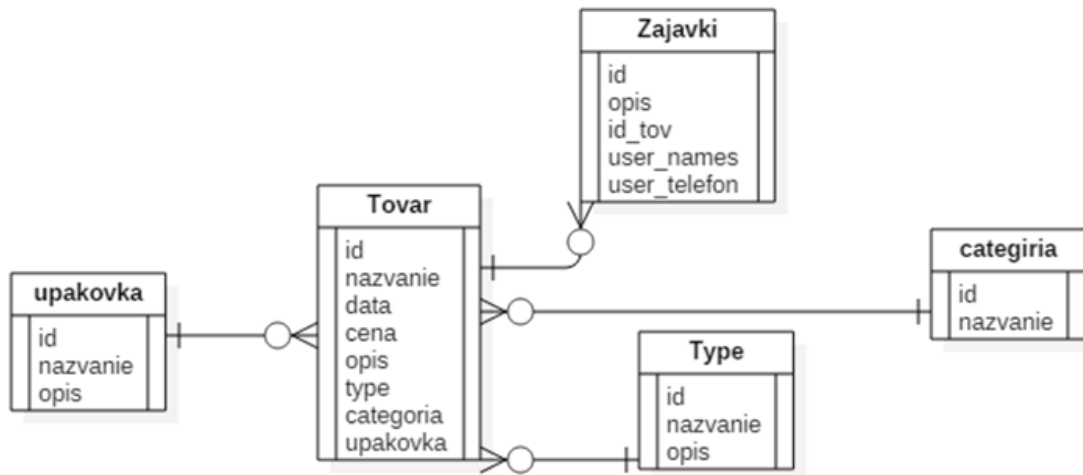 Zajavki
id
opis
id_tov
user_names
user_telefon
Tovar
id
nazvanie
data
cena
opis
type
categoria
upakovka
upakovka
id
nazvanie
opis
categiria
id
nazvanie
Type
id
nazvanie
opis